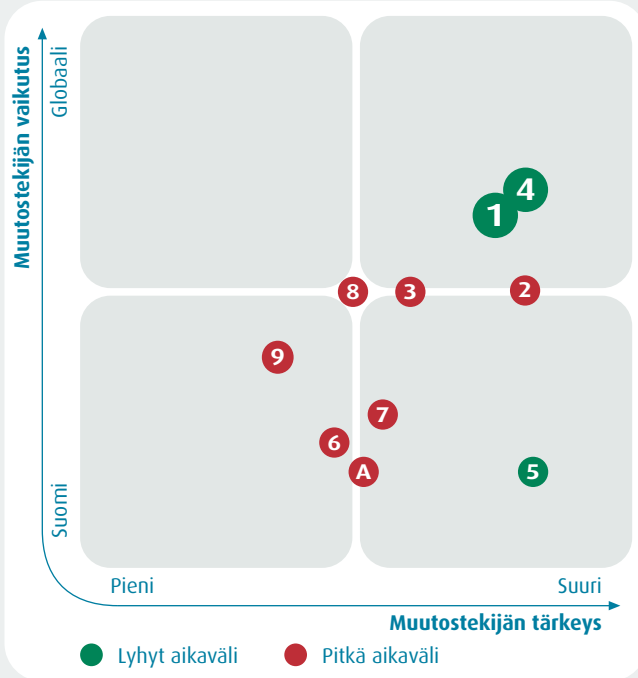 Muutostekijän vaikutus
Globaali
4
1
8
3
2
9
7
6
A
5
Suomi
Pieni
Suuri
Muutostekijän tärkeys
Lyhyt aikaväli
Pitkä aikaväli